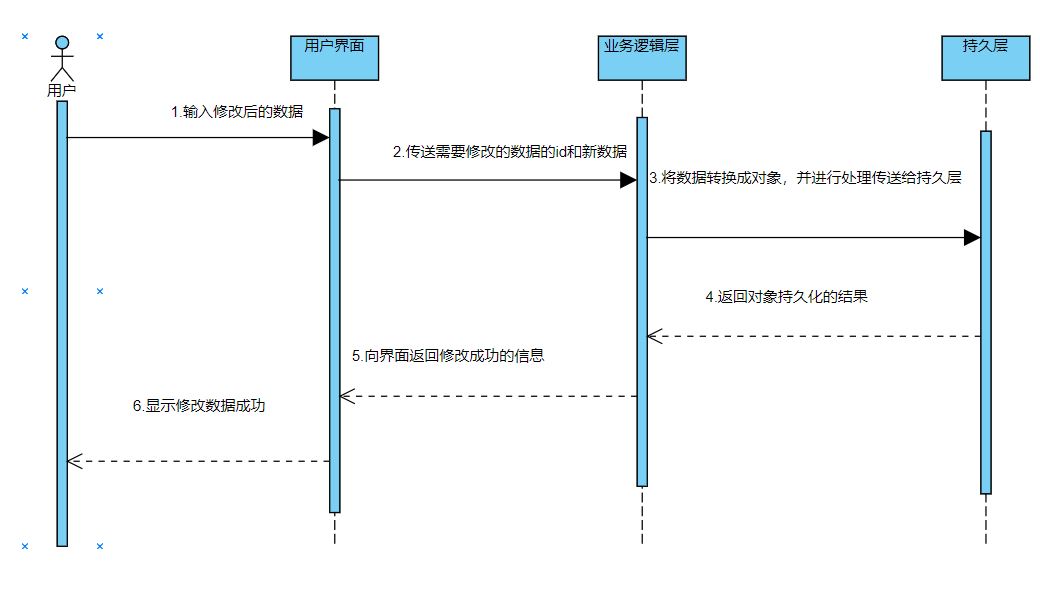 用户
用户界面
业务逻辑层
持久层
1.输入修改后的数据
2.传送需要修改的数据的id和新数据
3.将数据转换成对象，并进行处理传送给持久层
4.返回对象持久化的结果
5.向界面返回修改成功的信息
6.显示修改数据成功